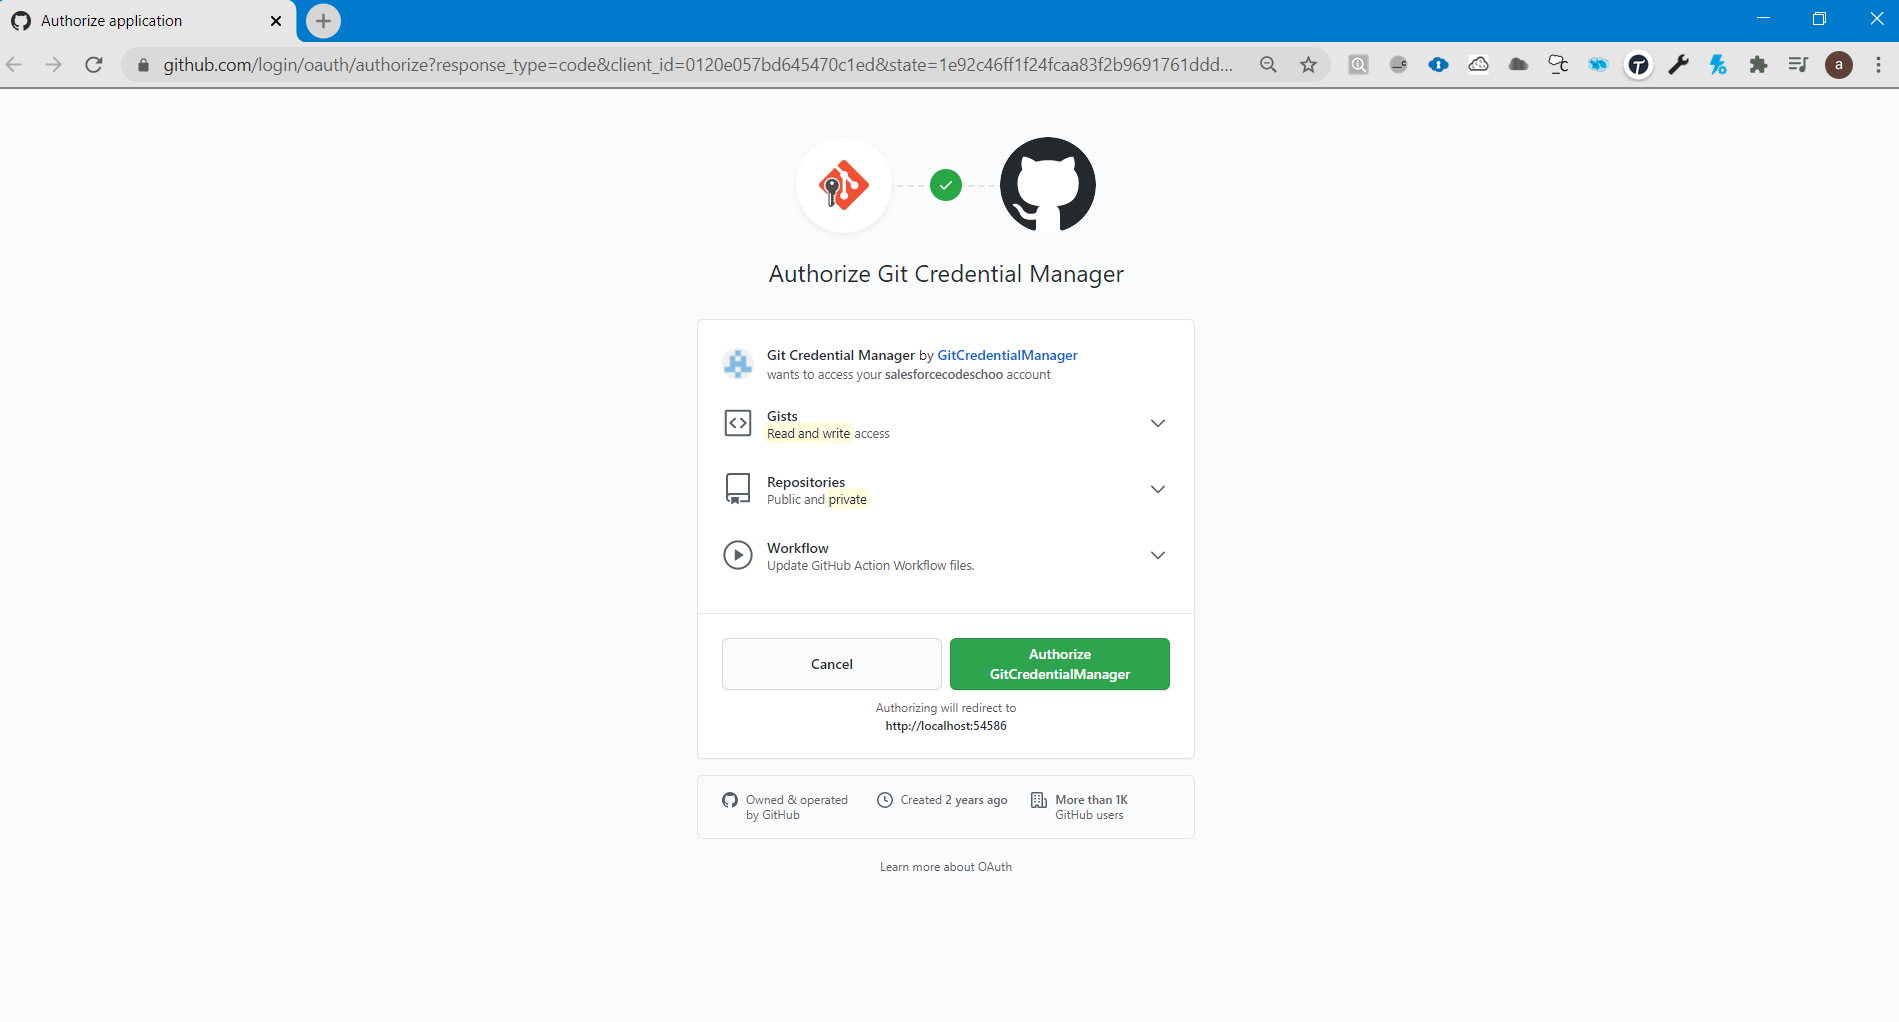 Authorize application
github.com/login/oauth/authorize?response_type=code&client_id=0120e057bd645470c1ed&state=1e92c46ff1f24fcaa83f2b9691761ddd...
a
Authorize Git Credential Manager
Git Credential Manager by GitCredentialManager
wants to access your salesforcecodeschoo account
Gists
Read and write access
Repositories
Public and private
Workflow
Update GitHub Action Workflow files.
Cancel
Authorize
GitCredentialManager
Authorizing will redirect to
http://localhost:54586
Owned & operated
by GitHub
Created 2 years ago
More than 1K
GitHub users
Learn more about OAuth